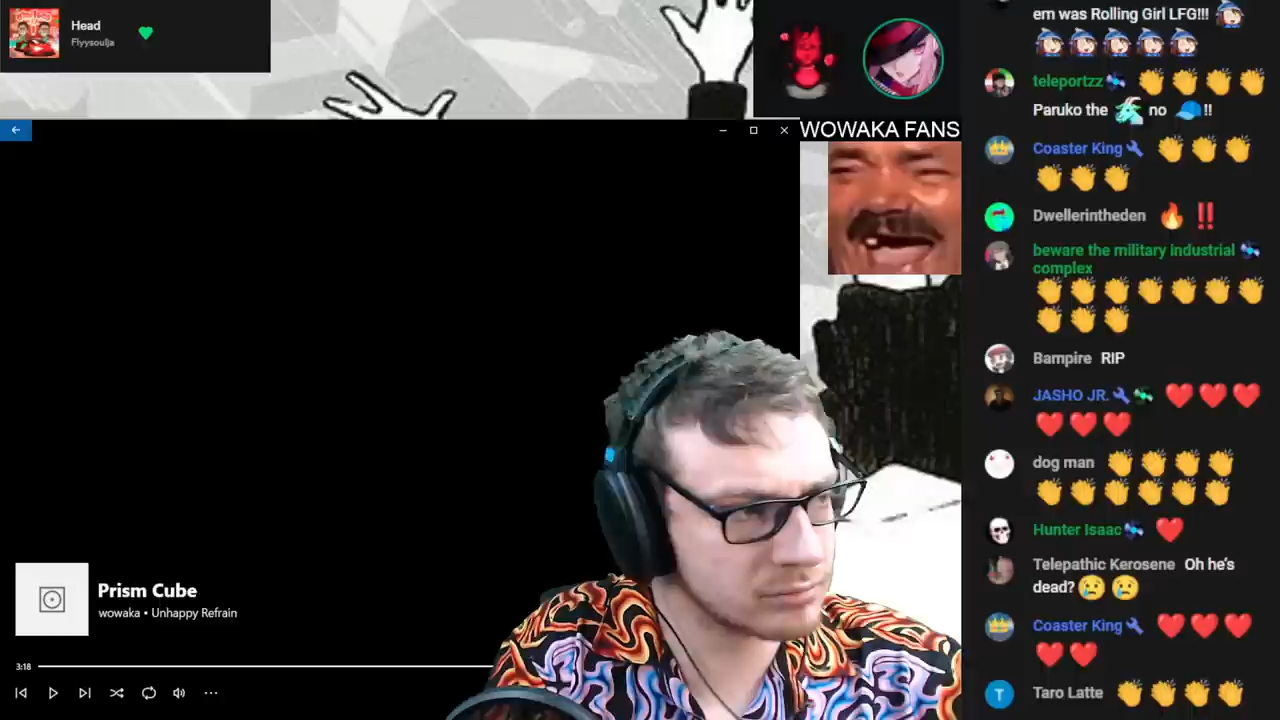 Head
Flyysoulja
WOWAKA FANS
Prism Cube
wowaka • Unhappy Refrain
3:18
em was Rolling Girl LFG!!!
teleportzz
Paruko the no !!
Coaster King
Dwellerintheden
beware the military industrial
complex
Bampire RIP
JASHO JR.
dog man
Hunter Isaac
Telepathic Kerosene Oh he's
dead?
Coaster King
T
Taro Latte